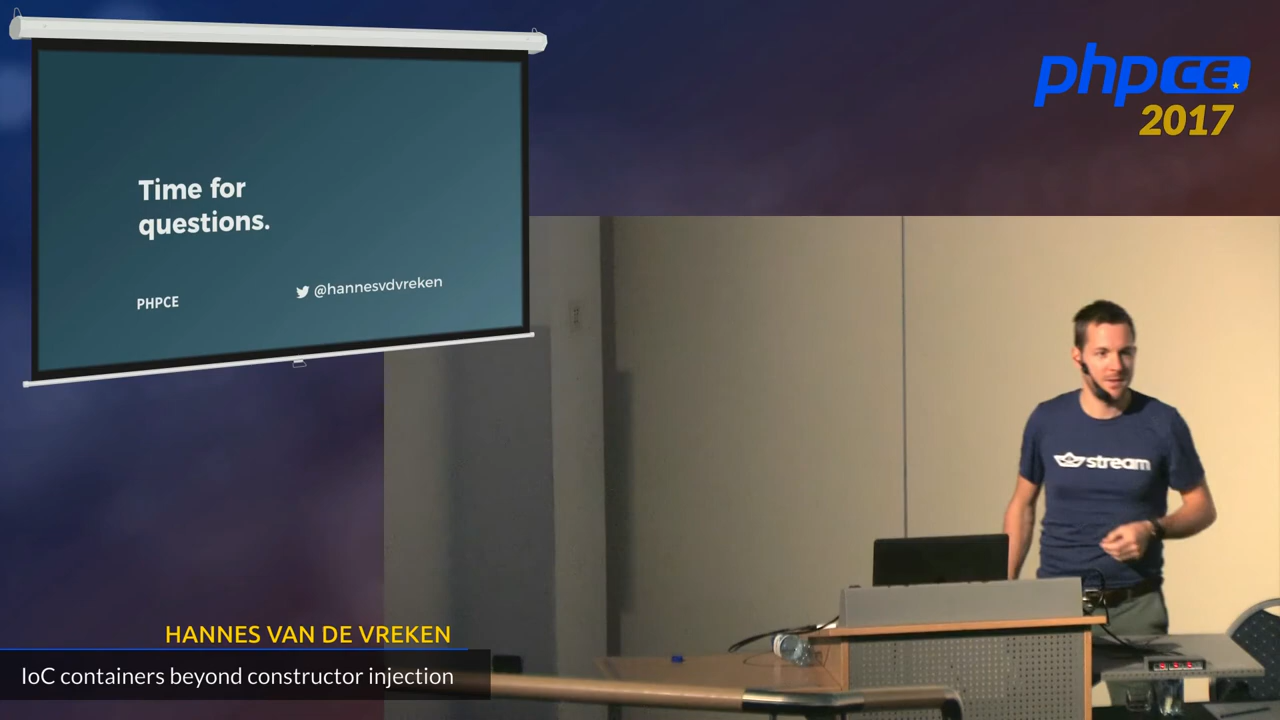 Time for
questions.
PHPCE
@hannesvdvreken
phpCE
2017
stream
HANNES VAN DE VREKEN
IoC containers beyond constructor injection